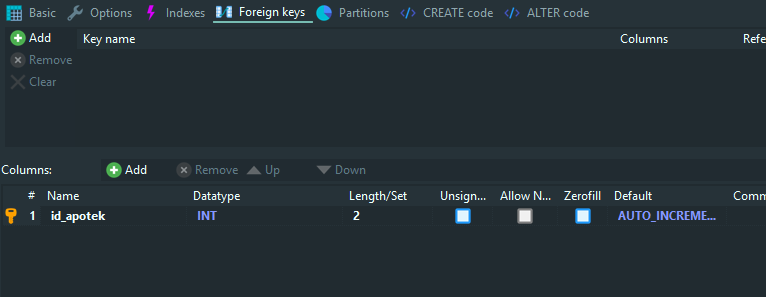 Basic Options Indexes Foreign keys Partitions CREATE code ALTER code
Add Key name Columns Refe
Remove
Clear
Columns: Add Remove Up Down
# Name Datatype Length/Set Unsign... Allow N... Zerofill Default Comm
1 id_apotek INT 2 AUTO_INCREME...